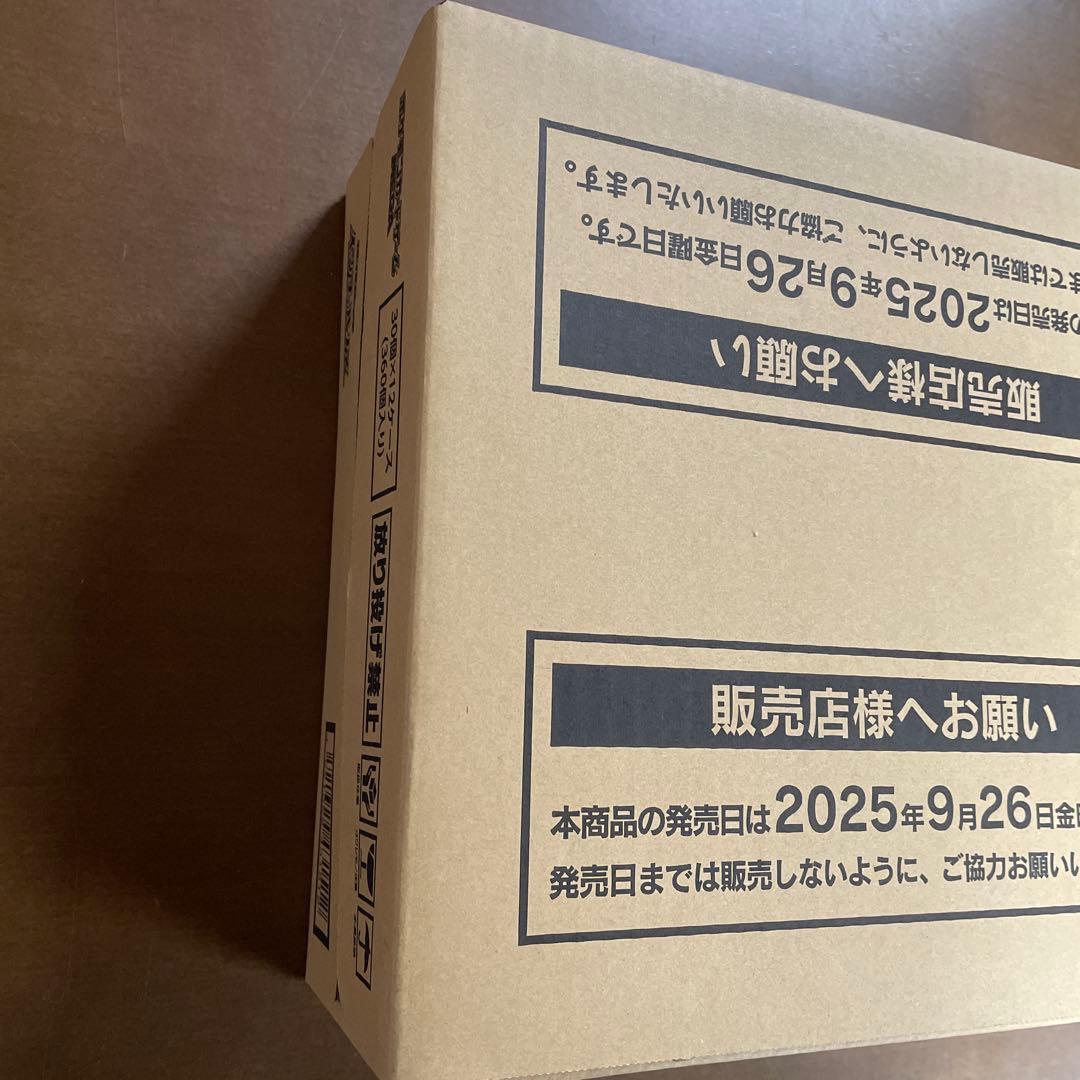 販売店様へお願い
の発売日は2025年9月26日金曜日です。
までは販売しないように、ご協力お願いいたします。
30個×12ケース
(360個入り)
放り投げ禁止
販売店様へお願い
本商品の発売日は2025年9月26日金
発売日までは販売しないように、ご協力お願いい